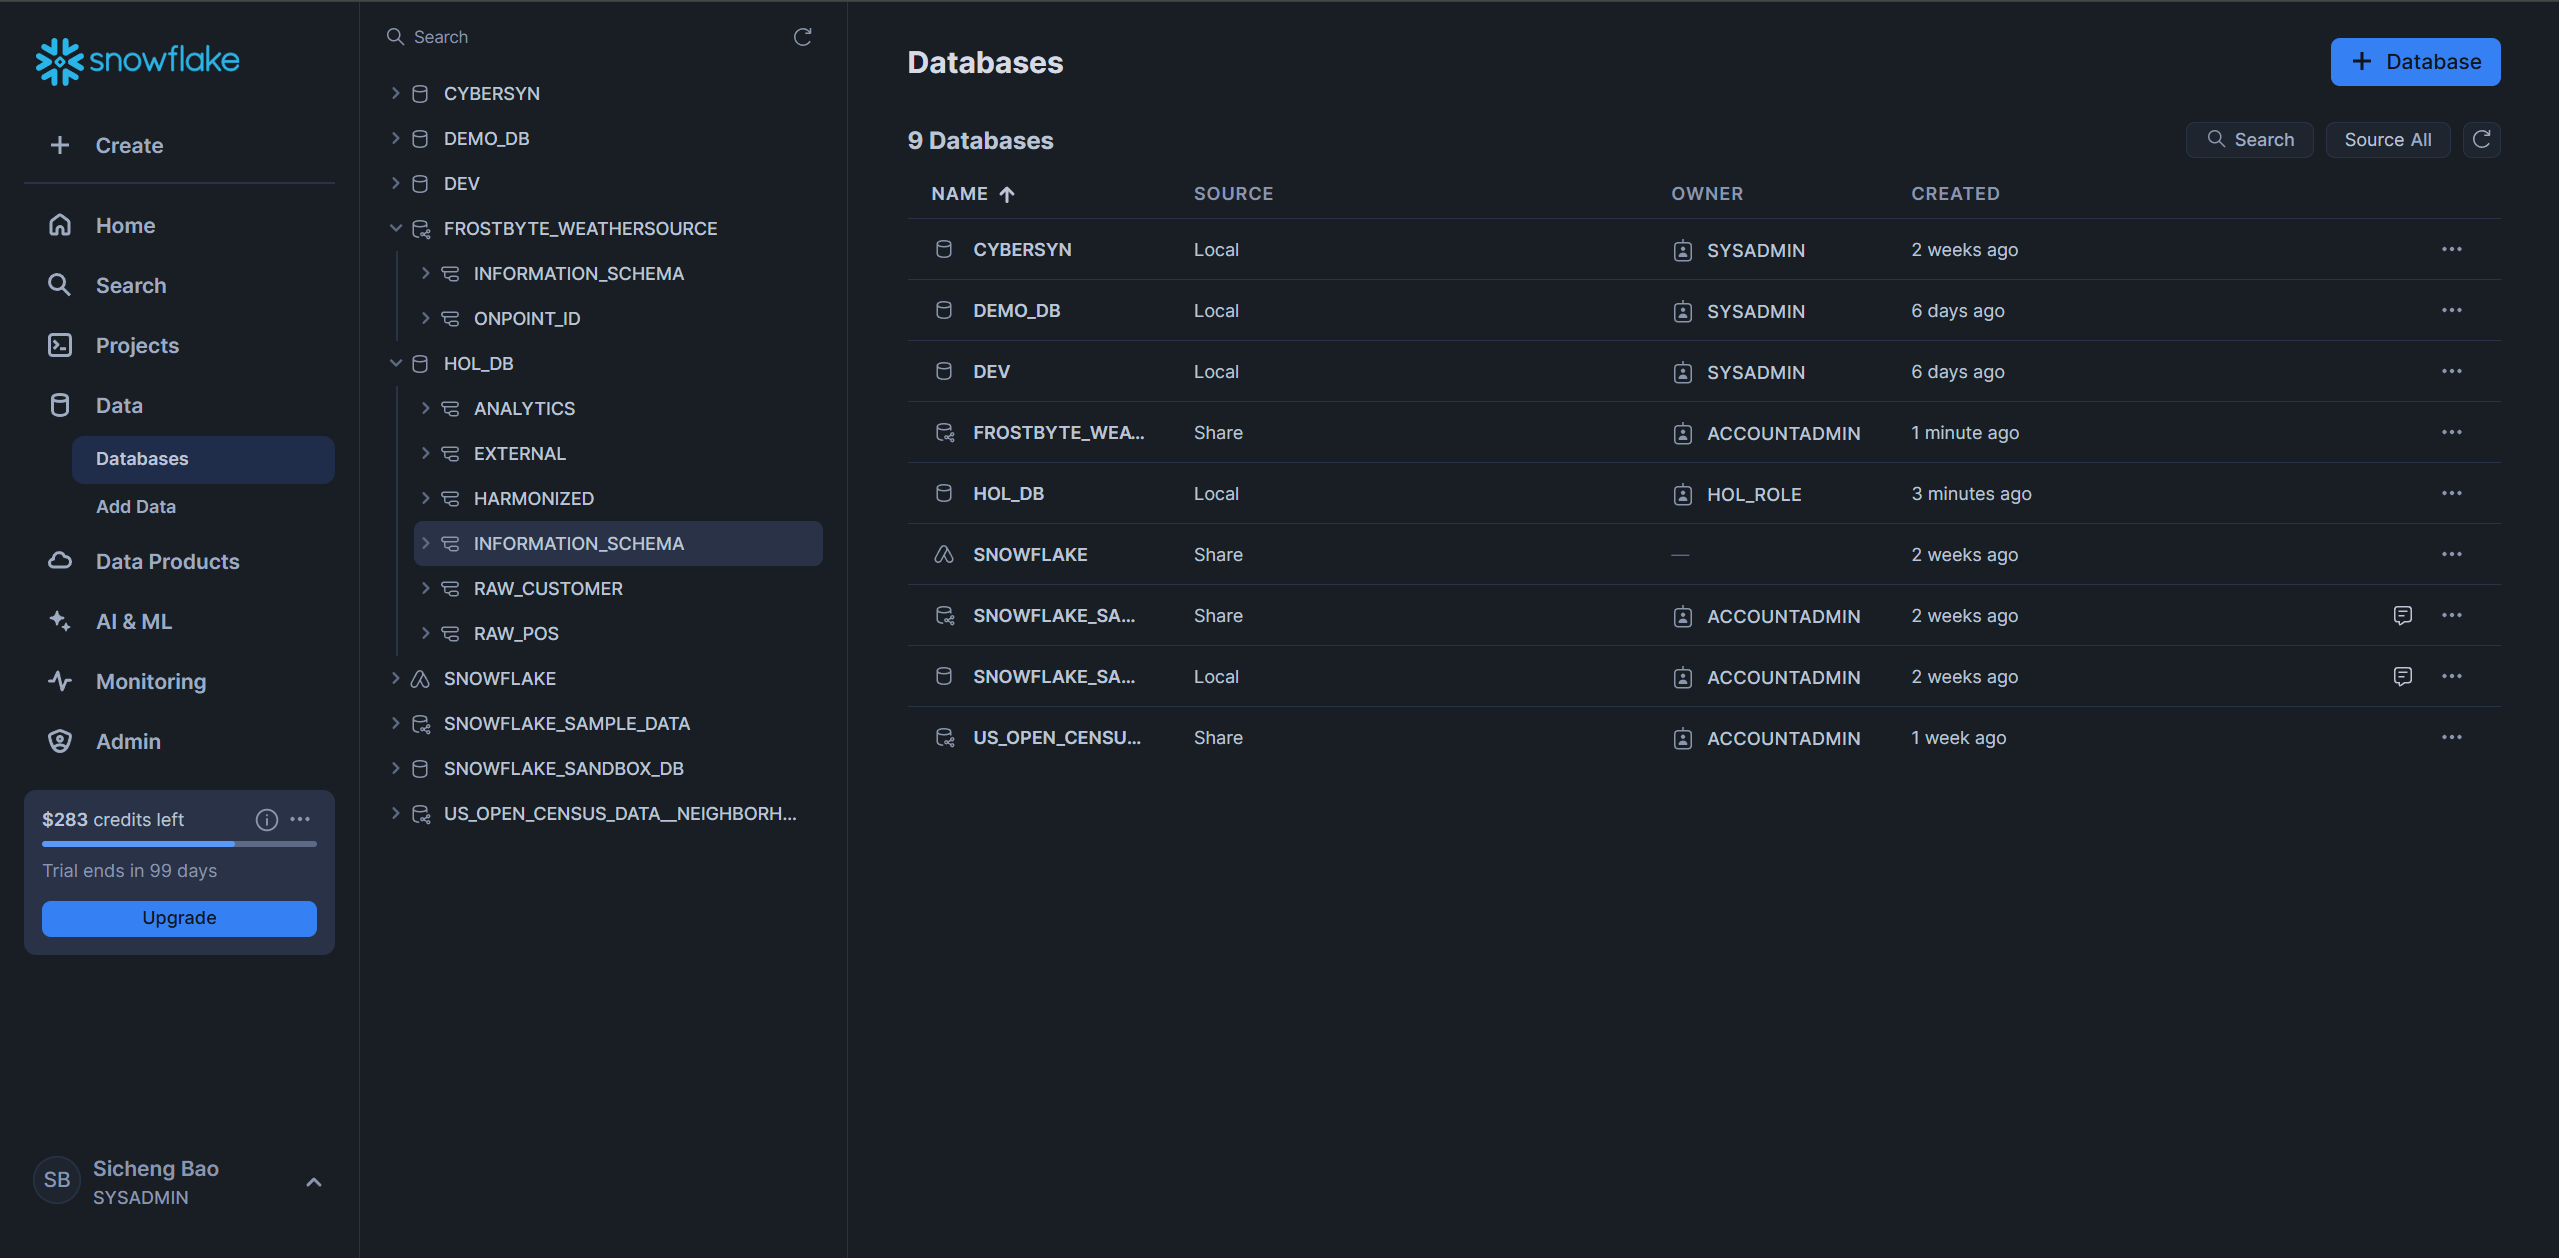 snowflake
Create
Home
Search
Projects
Data
Databases
Add Data
Data Products
AI & ML
Monitoring
Admin
$283 credits left
Trial ends in 99 days
Upgrade
SB
Sicheng Bao
SYSADMIN
Search
CYBERSYN
DEMO_DB
DEV
FROSTBYTE_WEATHERSOURCE
INFORMATION_SCHEMA
ONPOINT_ID
HOL_DB
ANALYTICS
EXTERNAL
HARMONIZED
INFORMATION_SCHEMA
RAW_CUSTOMER
RAW_POS
SNOWFLAKE
SNOWFLAKE_SAMPLE_DATA
SNOWFLAKE_SANDBOX_DB
US_OPEN_CENSUS_DATA__NEIGHBORH...
Databases
+ Database
9 Databases
Search Source All
NAME SOURCE OWNER CREATED
CYBERSYN Local SYSADMIN 2 weeks ago
DEMO_DB Local SYSADMIN 6 days ago
DEV Local SYSADMIN 6 days ago
FROSTBYTE_WEA... Share ACCOUNTADMIN 1 minute ago
HOL_DB Local HOL_ROLE 3 minutes ago
SNOWFLAKE Share — 2 weeks ago
SNOWFLAKE_SA... Share ACCOUNTADMIN 2 weeks ago
SNOWFLAKE_SA... Local ACCOUNTADMIN 2 weeks ago
US_OPEN_CENSU... Share ACCOUNTADMIN 1 week ago